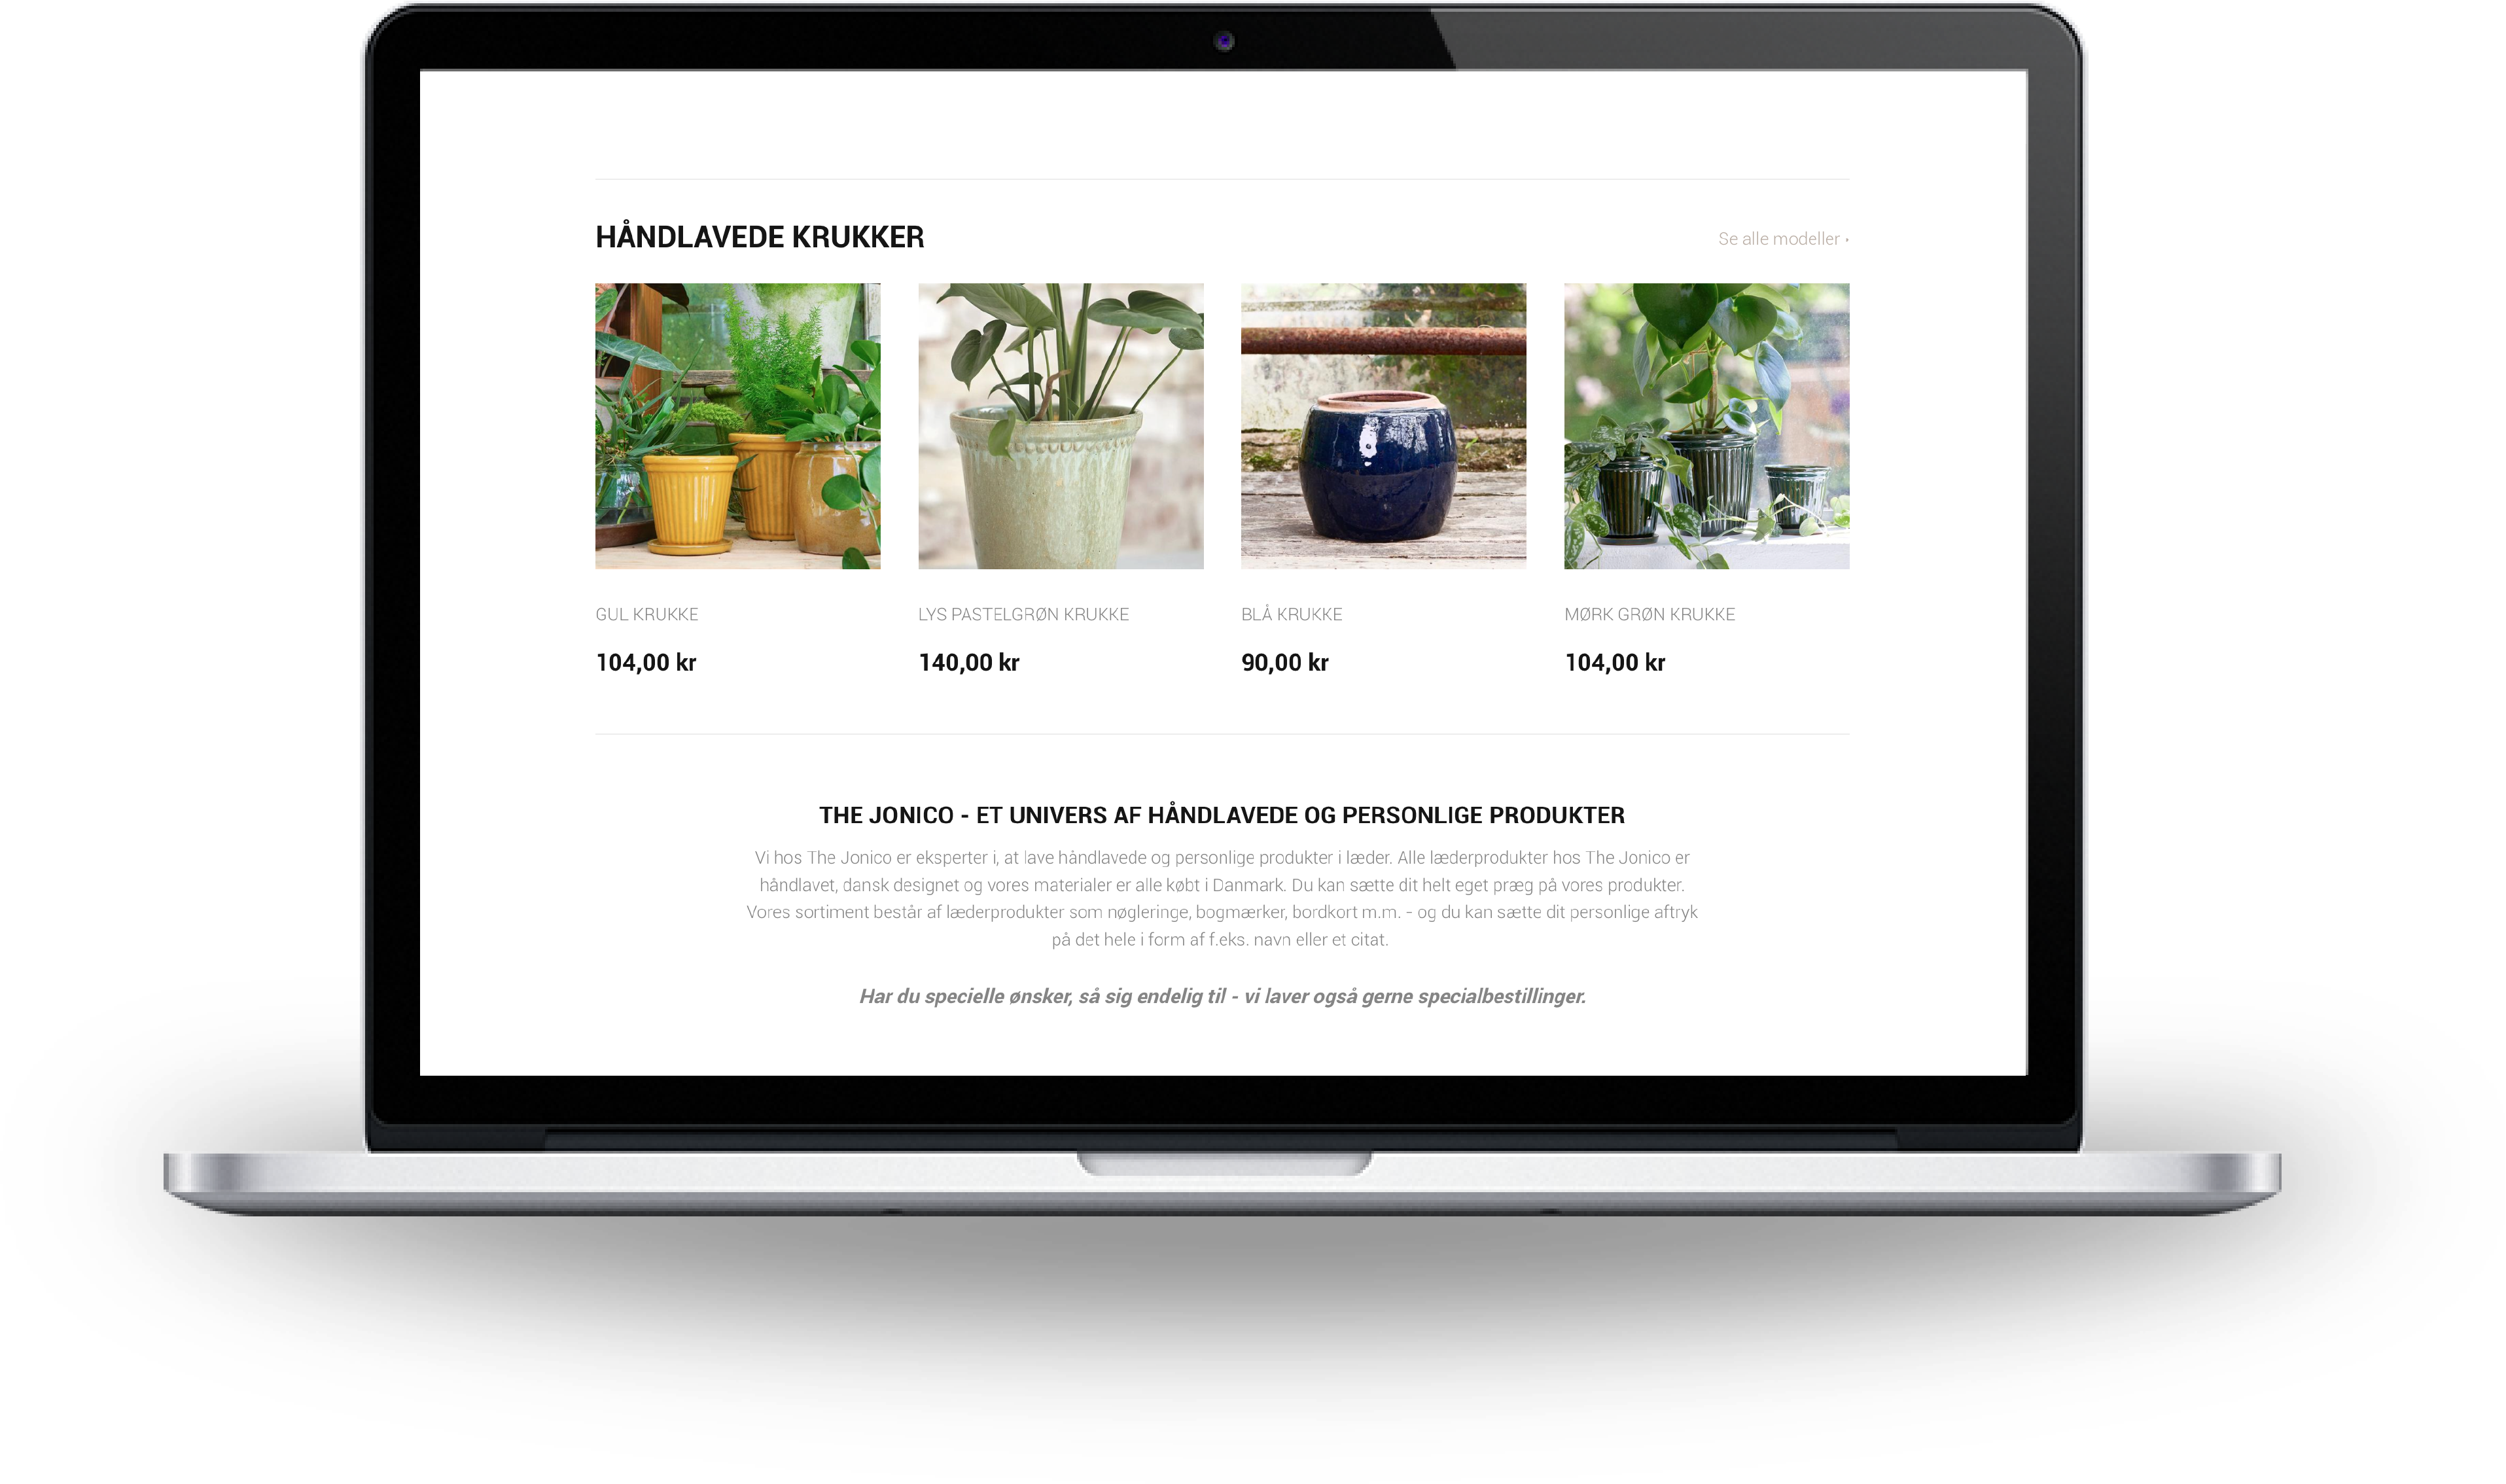 HÅNDLAVEDE KRUKKER
Se alle modeller
GUL KRUKKE
104,00 kr
LYS PASTELGRØN KRUKKE
140,00 kr
BLÅ KRUKKE
90,00 kr
MØRK GRØN KRUKKE
104,00 kr
THE JONICO - ET UNIVERS AF HÅNDLAVEDE OG PERSONLIGE PRODUKTER
Vi hos The Jonico er eksperter i, at lave håndlavede og personlige produkter i læder. Alle læderprodukter hos The Jonico er
håndlavet, dansk designet og vores materialer er alle købt i Danmark. Du kan sætte dit helt eget præg på vores produkter.
Vores sortiment består af læderprodukter som nøgleringe, bogmærker, bordkort m.m. - og du kan sætte dit personlige aftryk
på det hele i form af f.eks. navn eller et citat.
Har du specielle ønsker, så sig endelig til - vi laver også gerne specialbestillinger.